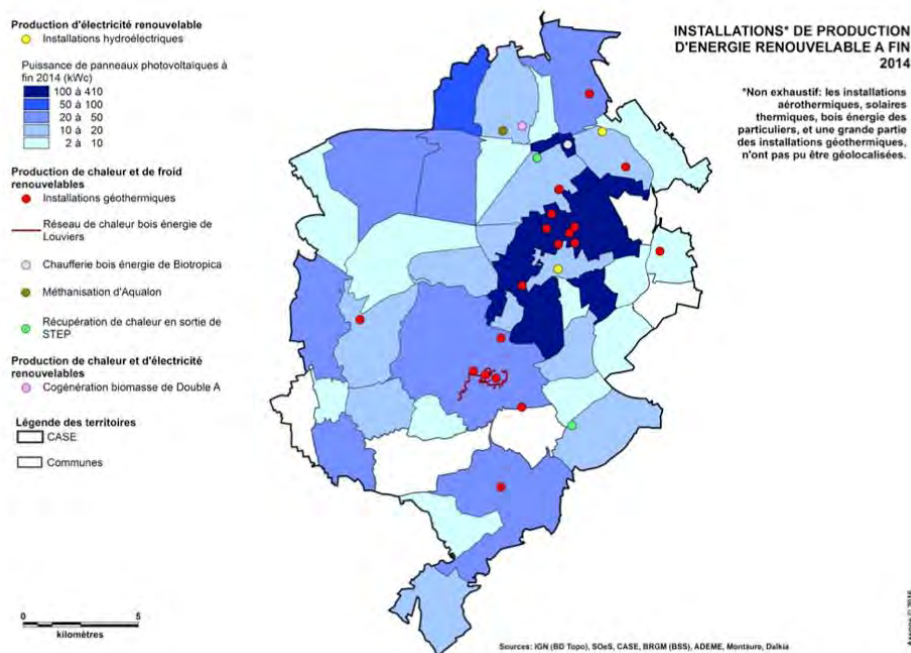 Production d'électricité renouvelable
Installations hydroélectriques
Puissance de panneaux photovoltaïques à
fin 2014 (kWc)
100 à 410
50 à 100
20 à 50
10 à 20
2 à 10
Production de chaleur et de froid
renouvelables
Installations géothermiques
Réseau de chaleur bois énergie de
Louviers
Chaufferie bois énergie de Biotropica
Méthanisation d'Aqualon
Récupération de chaleur en sortie de
STEP
Production de chaleur et d'électricité
renouvelables
Cogénération biomasse de Double A
Légende des territoires
CASE
Communes
0 5
kilomètres
INSTALLATIONS* DE PRODUCTION
D'ENERGIE RENOUVELABLE A FIN
2014
*Non exhaustif: les installations
aérothermiques, solaires
thermiques, bois énergie des
particuliers, et une grande partie
des installations géothermiques,
n'ont pas pu être géolocalisées.
Sources: IGN (BD Topo), SOeS, CASE, BRGM (BSS), ADEME, Montaure, Dalkia